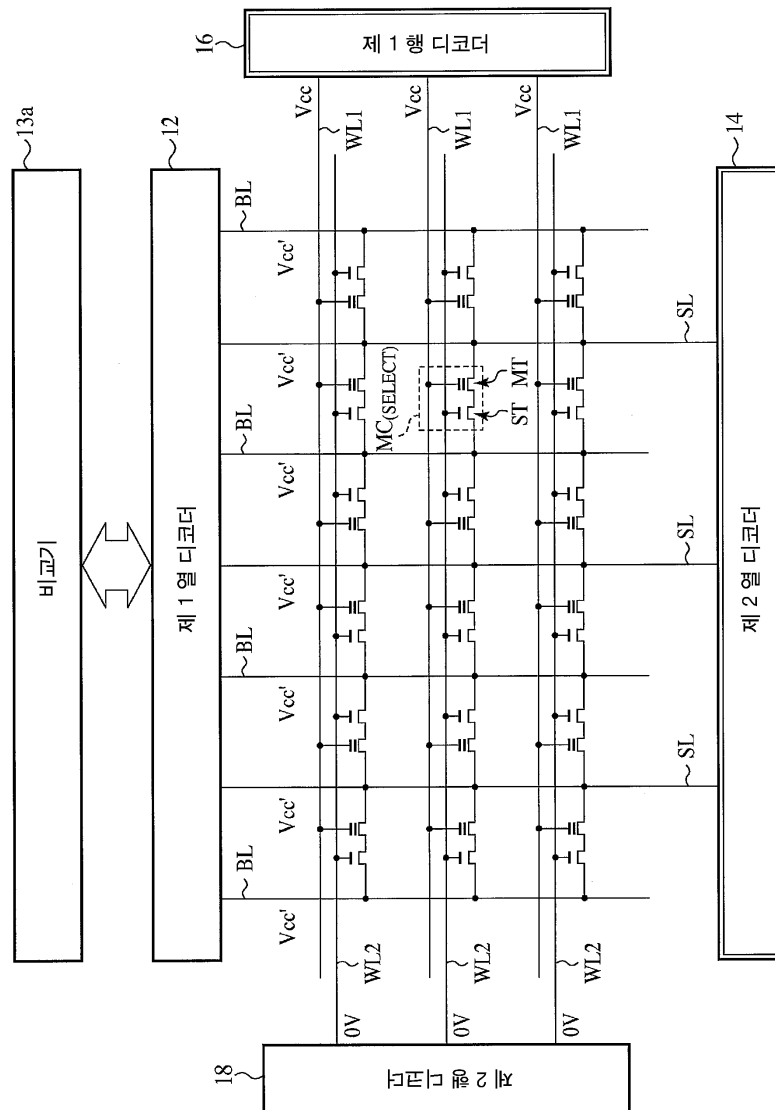 16
제 1 행 디코더
13a
비교기
12
제 1 열 디코더
Vcc
WL1
Vcc
WL1
Vcc
WL1
14
제 2 열 디코더
BL
Vcc'
Vcc'
BL
Vcc'
Vcc'
BL
Vcc'
Vcc'
BL
Vcc'
SL
SL
SL
MC(SELECT)
ST
MT
WL2
0V
WL2
0V
WL2
0V
18
제 2 행 디코더